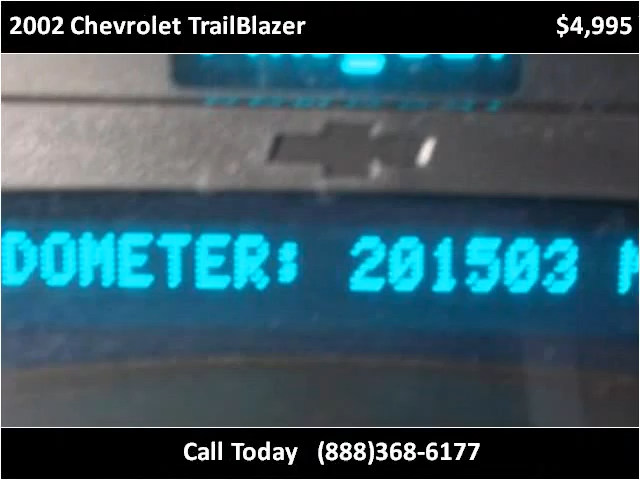 2002 Chevrolet TrailBlazer $4,995
DOMETER: 201503
Call Today (888)368-6177